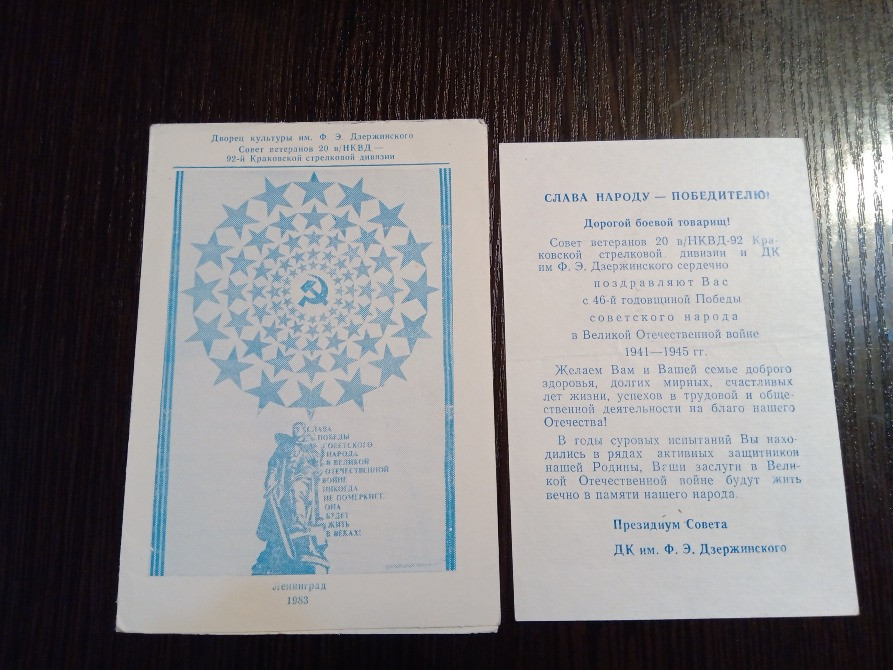 Дворец культуры им. Ф. Э. Дзержинского
Совет ветеранов 20 в/НКВД —
92-й Краковской стрелковой дивизии
СЛАВА
ПОБЕДЫ
СОВЕТСКОГО
НАРОДА
В ВЕЛИКОЙ
ОТЕЧЕСТВЕННОЙ
ВОЙНЕ
НИКОГДА
НЕ ПОМЕРКНЕТ.
ОНА
БУДЕТ
ЖИТЬ
В ВЕКАХ!
Ленинград
1983
СЛАВА НАРОДУ — ПОБЕДИТЕЛЮ!
Дорогой боевой товарищ!
Совет ветеранов 20 в/НКВД-92 Кра-
ковской стрелковой дивизии и ДК
им Ф. Э. Дзержинского сердечно
поздравляют Вас
с 46-й годовщиной Победы
советского народа
в Великой Отечественной войне
1941—1945 гг.
Желаем Вам и Вашей семье доброго
здоровья, долгих мирных, счастливых
лет жизни, успехов в трудовой и обще-
ственной деятельности на благо нашего
Отечества!
В годы суровых испытаний Вы нахо-
дились в рядах активных защитников
нашей Родины, Ваши заслуги в Вели-
кой Отечественной войне будут жить
вечно в памяти нашего народа.
Президиум Совета
ДК им. Ф. Э. Дзержинского